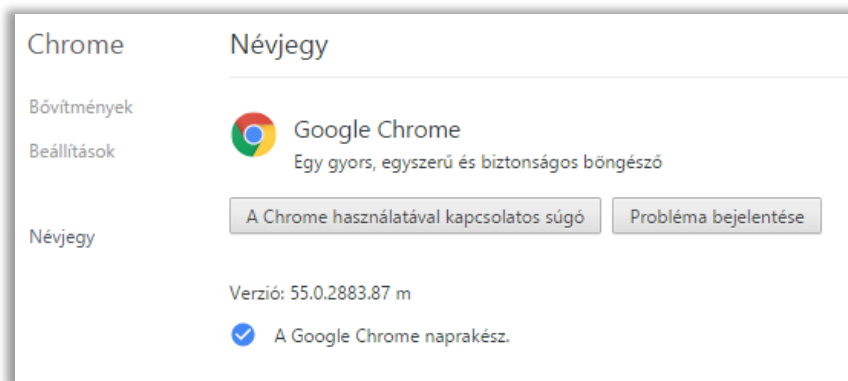 Chrome
Névjegy
Bővítmények
Beállítások
Névjegy
Google Chrome
Egy gyors, egyszerű és biztonságos böngésző
A Chrome használatával kapcsolatos súgó
Probléma bejelentése
Verzió: 55.0.2883.87 m
A Google Chrome naprakész.